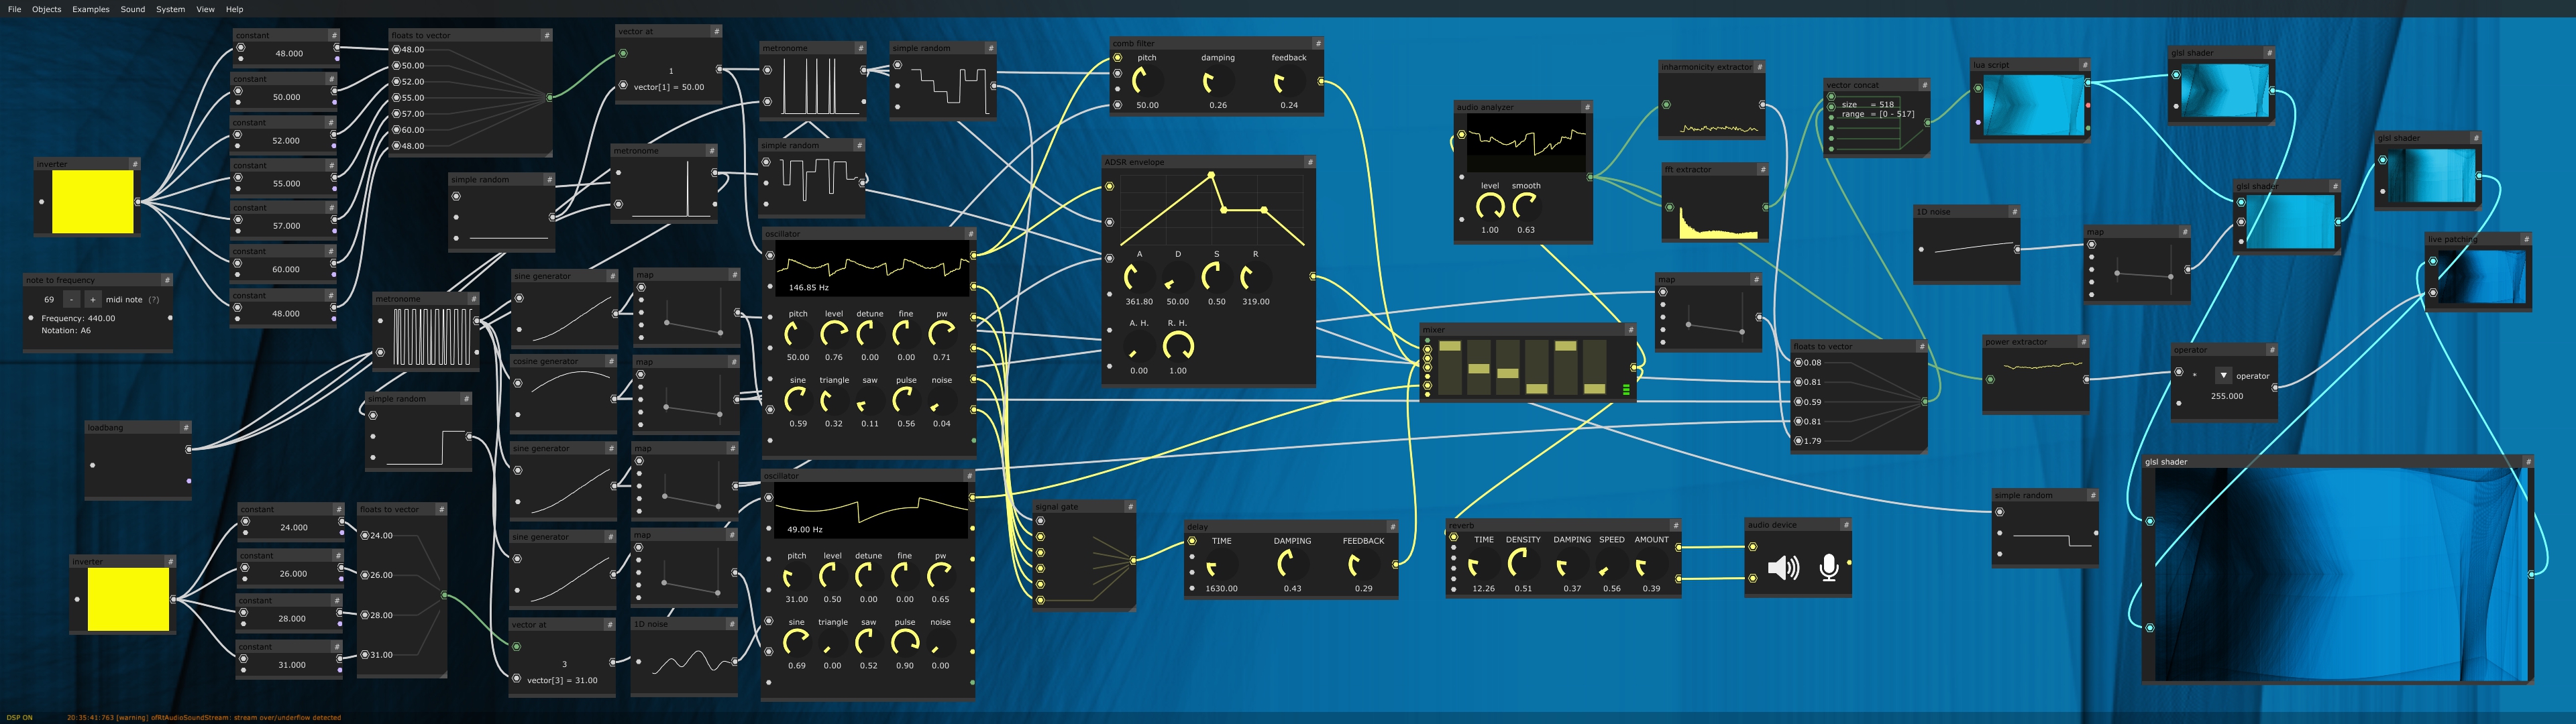 File Objects Examples Sound System View Help
inverter #
note to frequency #
69 - + midi note (?)
Frequency: 440.00
Notation: A6
loadbang #
inverter #
constant #
48.000
constant #
50.000
constant #
52.000
constant #
55.000
constant #
57.000
constant #
60.000
constant #
48.000
floats to vector #
48.00
50.00
52.00
55.00
57.00
60.00
48.00
constant #
24.000
constant #
26.000
constant #
28.000
constant #
31.000
floats to vector #
24.00
26.00
28.00
31.00
simple random #
metronome #
simple random #
vector at #
1
vector[1] = 50.00
metronome #
sine generator #
cosine generator #
sine generator #
sine generator #
vector at #
3
vector[3] = 31.00
map #
map #
map #
map #
1D noise #
metronome #
simple random #
simple random #
oscillator #
146.85 Hz
pitch level detune fine pw
50.00 0.76 0.00 0.00 0.71
sine triangle saw pulse noise
0.59 0.32 0.11 0.56 0.04
oscillator #
49.00 Hz
pitch level detune fine pw
31.00 0.50 0.00 0.00 0.65
sine triangle saw pulse noise
0.69 0.00 0.52 0.90 0.00
comb filter #
pitch damping feedback
50.00 0.26 0.24
ADSR envelope #
A D S R
361.80 50.00 0.50 319.00
A. H. R. H.
0.00 1.00
signal gate #
delay #
TIME DAMPING FEEDBACK
1630.00 0.43 0.29
audio analyzer #
level smooth
1.00 0.63
mixer #
reverb #
TIME DENSITY DAMPING SPEED AMOUNT
12.26 0.51 0.37 0.56 0.39
audio device #
inharmonicity extractor #
fft extractor #
map #
vector concat #
size = 518
range = [0 - 517]
floats to vector #
0.08
0.81
0.59
0.81
1.79
lua script #
1D noise #
map #
power extractor #
simple random #
glsl shader #
glsl shader #
glsl shader #
live patching #
operator #
* ▼ operator
255.000
glsl shader #
DSP ON 20:35:41:763 [warning] ofRtAudioSoundStream: stream over/underflow detected